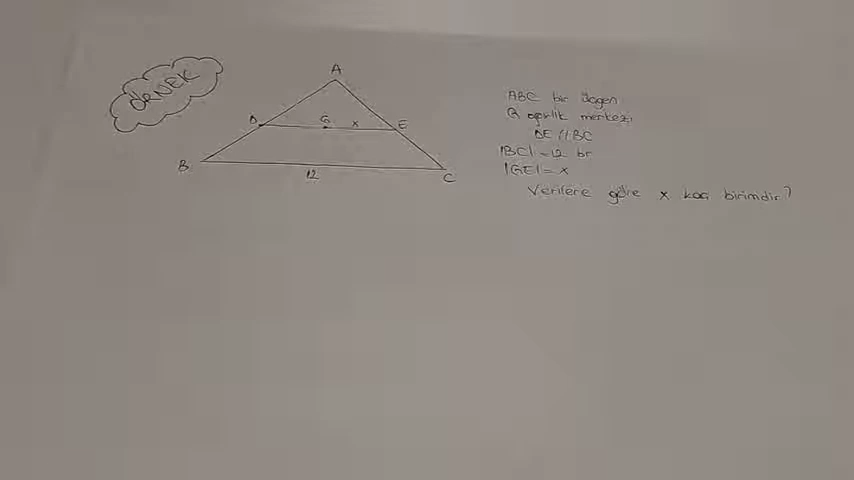 ÖRNEK
A
D G x E
B C
12
ABC bir üçgen
G ağırlık merkezi
DE // BC
|BC| = 12 br
|GE| = x
Verilere göre x kaç birimdir?